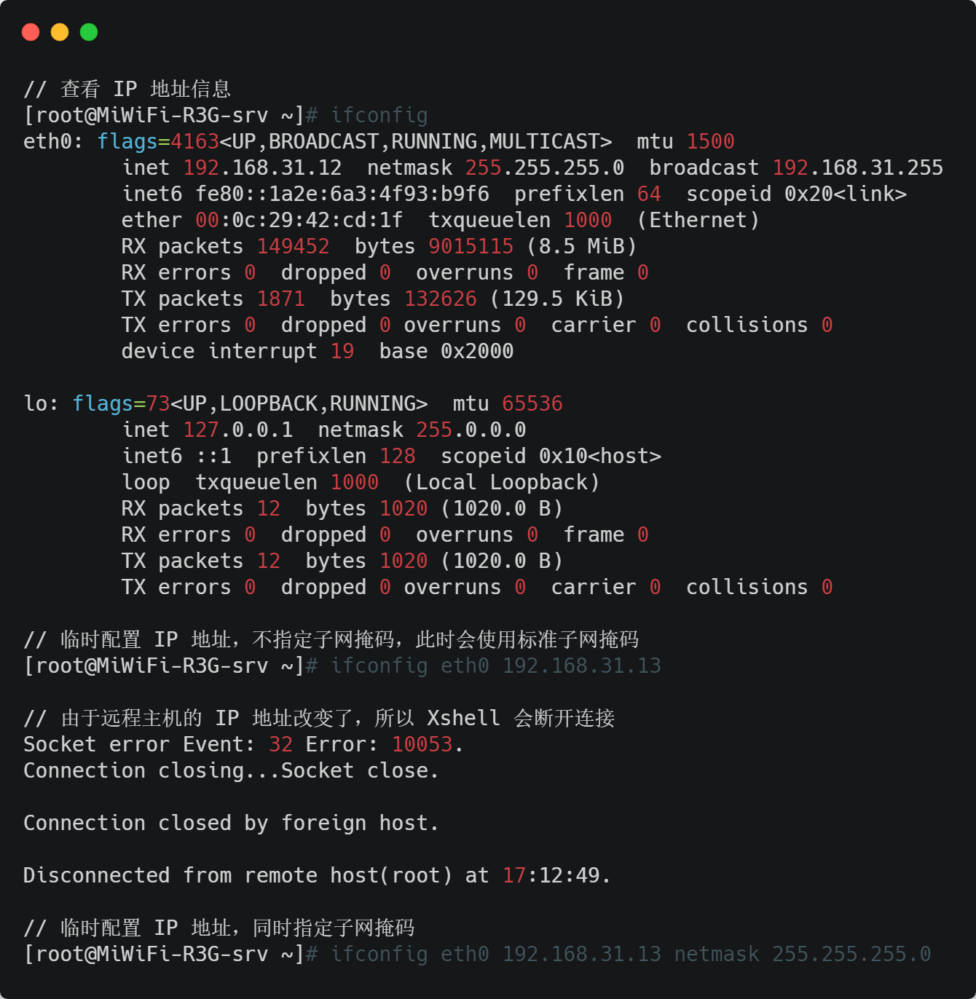 // 查看 IP 地址信息
[root@MiWiFi-R3G-srv ~]# ifconfig
eth0: flags=4163<UP,BROADCAST,RUNNING,MULTICAST>  mtu 1500
        inet 192.168.31.12  netmask 255.255.255.0  broadcast 192.168.31.255
        inet6 fe80::1a2e:6a3:4f93:b9f6  prefixlen 64  scopeid 0x20<link>
        ether 00:0c:29:42:cd:1f  txqueuelen 1000  (Ethernet)
        RX packets 149452  bytes 9015115 (8.5 MiB)
        RX errors 0  dropped 0  overruns 0  frame 0
        TX packets 1871  bytes 132626 (129.5 KiB)
        TX errors 0  dropped 0 overruns 0  carrier 0  collisions 0
        device interrupt 19  base 0x2000

lo: flags=73<UP,LOOPBACK,RUNNING>  mtu 65536
        inet 127.0.0.1  netmask 255.0.0.0
        inet6 ::1  prefixlen 128  scopeid 0x10<host>
        loop  txqueuelen 1000  (Local Loopback)
        RX packets 12  bytes 1020 (1020.0 B)
        RX errors 0  dropped 0  overruns 0  frame 0
        TX packets 12  bytes 1020 (1020.0 B)
        TX errors 0  dropped 0 overruns 0  carrier 0  collisions 0

// 临时配置 IP 地址，不指定子网掩码，此时会使用标准子网掩码
[root@MiWiFi-R3G-srv ~]# ifconfig eth0 192.168.31.13

// 由于远程主机的 IP 地址改变了，所以 Xshell 会断开连接
Socket error Event: 32 Error: 10053.
Connection closing...Socket close.

Connection closed by foreign host.

Disconnected from remote host(root) at 17:12:49.

// 临时配置 IP 地址，同时指定子网掩码
[root@MiWiFi-R3G-srv ~]# ifconfig eth0 192.168.31.13 netmask 255.255.255.0